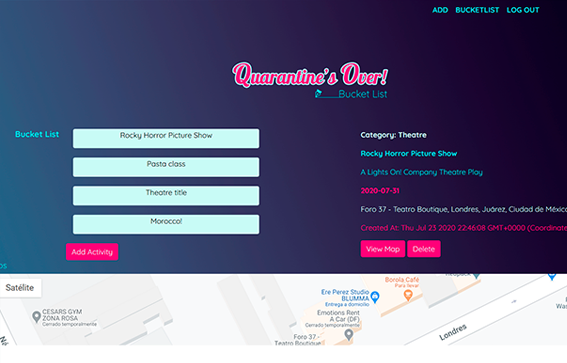 ADD BUCKETLIST LOG OUT
Quarantine's Over!
Bucket List
Bucket List
Rocky Horror Picture Show
Pasta class
Theatre title
Morocco!
Add Activity
Category: Theatre
Rocky Horror Picture Show
A Lights On! Company Theatre Play
2020-07-31
Foro 37 - Teatro Boutique, Londres, Juárez, Ciudad de México
Created At: Thu Jul 23 2020 22:46:08 GMT+0000 (Coordinate
View Map Delete
os
Satélite
CESARS GYM
ZONA ROSA
Cerrado temporalmente
Ere Perez Studio
BLUMMA
Entrega a domicilio
Emotions Rent
A Car (DF)
Cerrado temporalmente
Foro 37 -
Teatro Boutique
Borola Café
Para llevar
Londres